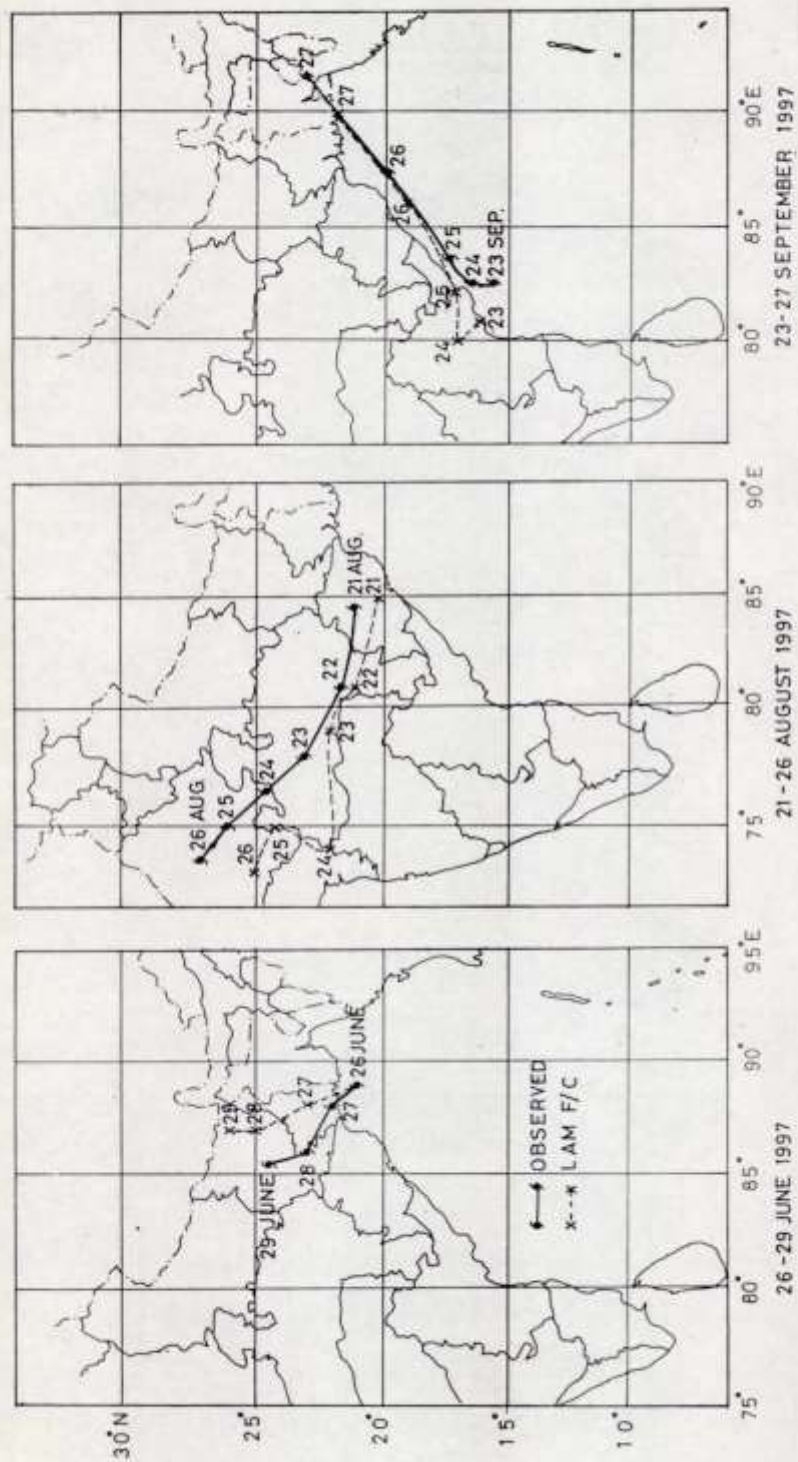 30°N
25°
20°
15°
10°
75°
80°
85°
90°
95°E
29 JUNE
28
27
26 JUNE
29
28
27
OBSERVED
LAM F/C
26-29 JUNE 1997
75°
80°
85°
90°E
26 AUG
25
24
23
22
21 AUG.
26
25
24
23
22
21
21-26 AUGUST 1997
80°
85°
90°E
27
27
26
26
25
25
24
24
23
23 SEP.
23-27 SEPTEMBER 1997